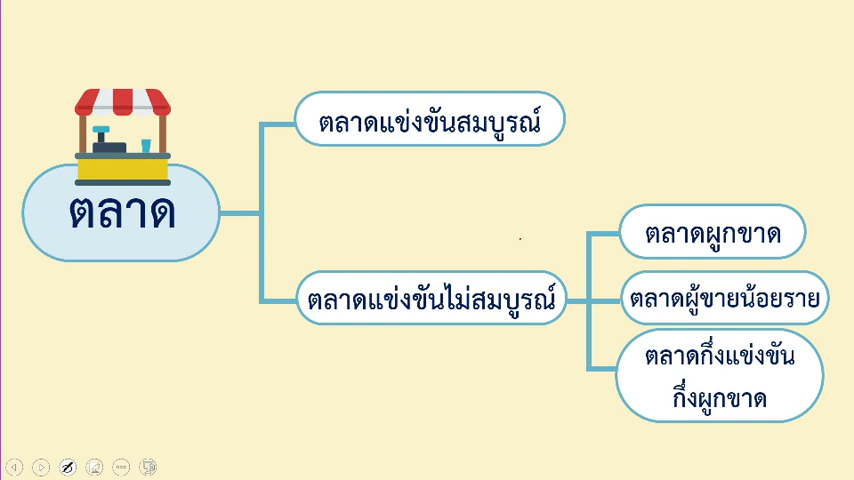 ตลาด
ตลาดแข่งขันสมบูรณ์
ตลาดแข่งขันไม่สมบูรณ์
ตลาดผูกขาด
ตลาดผู้ขายน้อยราย
ตลาดกึ่งแข่งขัน
กึ่งผูกขาด